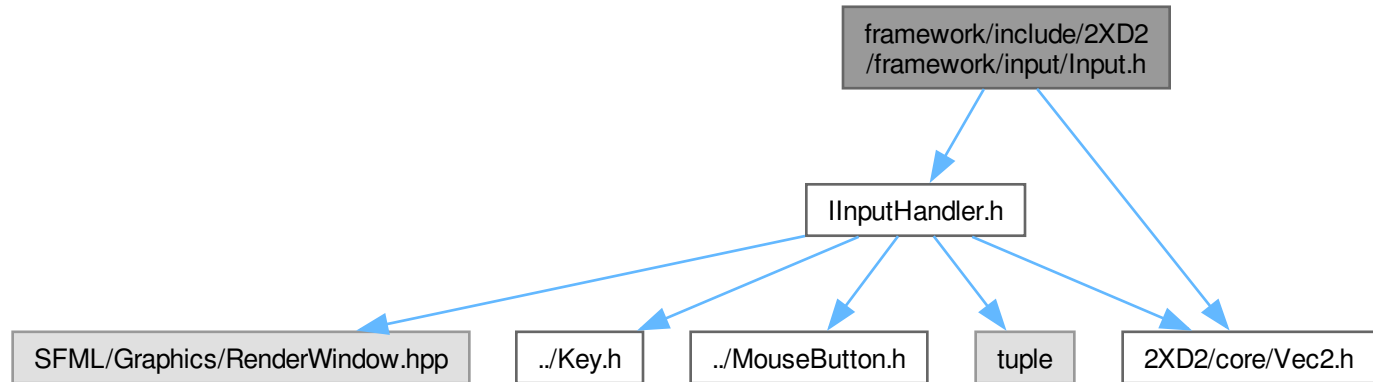 framework/include/2XD2
/framework/input/Input.h
IInputHandler.h
SFML/Graphics/RenderWindow.hpp
../Key.h
../MouseButton.h
tuple
2XD2/core/Vec2.h